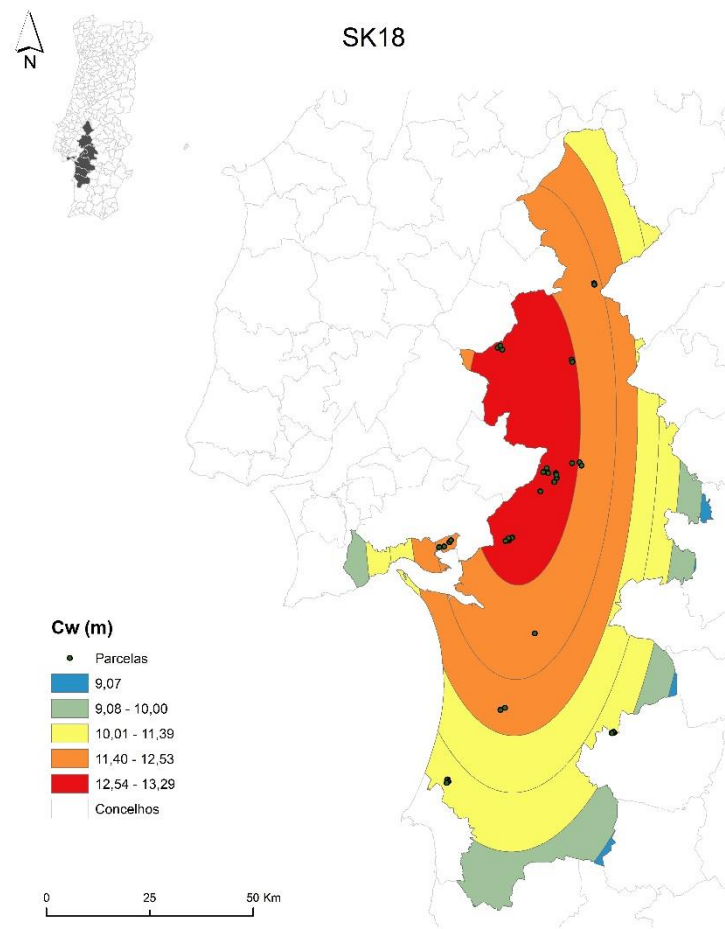 SK18
N
Cw (m)
Parcelas
9,07
9,08 - 10,00
10,01 - 11,39
11,40 - 12,53
12,54 - 13,29
Concelhos
0 25 50 Km